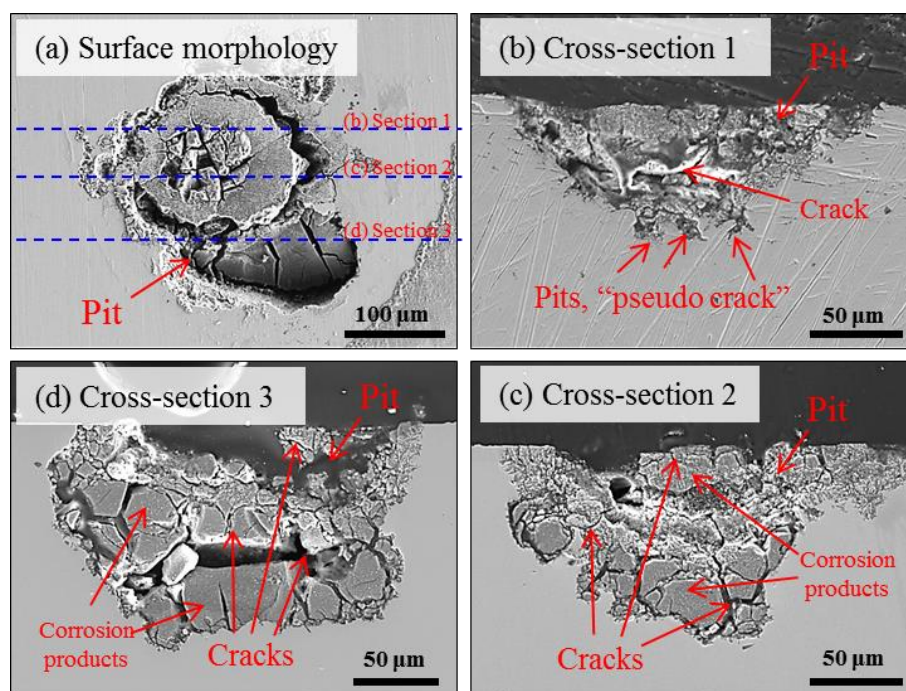 (a) Surface morphology
(b) Section 1
(c) Section 2
(d) Section 3
Pit
100 μm
(b) Cross-section 1
Pit
Crack
Pits, “pseudo crack”
50 μm
(d) Cross-section 3
Pit
Corrosion
products
Cracks
50 μm
(c) Cross-section 2
Pit
Corrosion
products
Cracks
50 μm